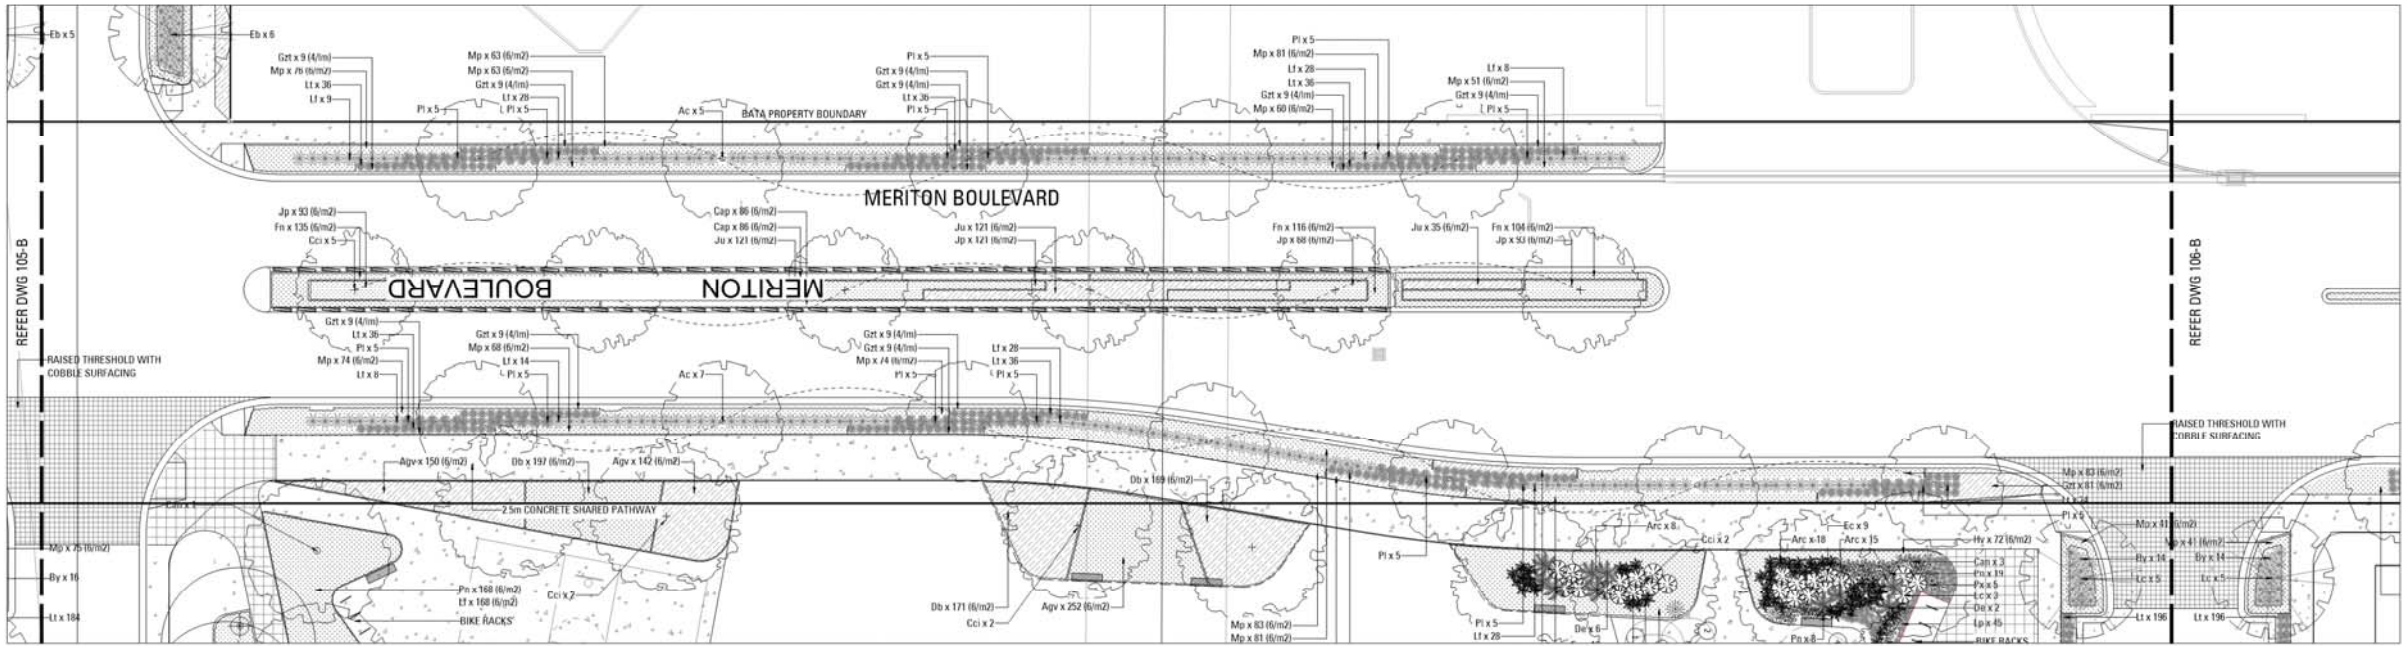 Eb x 5
Eb x 6
Gzt x 9 (4/lm)
Mp x 76 (6/m2)
Lt x 36
Lf x 9
Pl x 5
Mp x 63 (6/m2)
Mp x 63 (6/m2)
Gzt x 9 (4/lm)
Lf x 28
Pl x 5
Ac x 5
BATA PROPERTY BOUNDARY
Pl x 5
Gzt x 9 (4/lm)
Gzt x 9 (4/lm)
Lt x 36
Pl x 5
Pl x 5
Mp x 81 (6/m2)
Lf x 28
Lt x 36
Gzt x 9 (4/lm)
Mp x 60 (6/m2)
Lf x 8
Mp x 51 (6/m2)
Gzt x 9 (4/lm)
Pl x 5
MERITON BOULEVARD
REFER DWG 105-B
REFER DWG 106-B
Jp x 93 (6/m2)
Fn x 135 (6/m2)
Cci x 5
Cap x 86 (6/m2)
Cap x 86 (6/m2)
Ju x 121 (6/m2)
Ju x 121 (6/m2)
Jp x 121 (6/m2)
Fn x 116 (6/m2)
Jp x 68 (6/m2)
Ju x 35 (6/m2)
Fn x 104 (6/m2)
Jp x 93 (6/m2)
MERITON
BOULEVARD
RAISED THRESHOLD WITH
COBBLE SURFACING
Gzt x 9 (4/lm)
Lt x 36
Pl x 5
Mp x 74 (6/m2)
Lf x 8
Gzt x 9 (4/lm)
Mp x 68 (6/m2)
Lf x 14
Pl x 5
Ac x 7
Gzt x 9 (4/lm)
Gzt x 9 (4/lm)
Mp x 74 (6/m2)
Pl x 5
Lf x 28
Lt x 36
Pl x 5
RAISED THRESHOLD WITH
COBBLE SURFACING
Agv x 150 (6/m2)
Db x 197 (6/m2)
Agv x 142 (6/m2)
2.5m CONCRETE SHARED PATHWAY
Db x 169 (6/m2)
Mp x 83 (6/m2)
Gzt x 81 (6/m2)
Pl x 5
Can x 1
Mp x 75 (6/m2)
By x 16
Lt x 184
Pn x 168 (6/m2)
Lf x 168 (6/m2)
BIKE RACKS
Cci x 2
Db x 171 (6/m2)
Cci x 2
Agv x 252 (6/m2)
Mp x 83 (6/m2)
Mp x 81 (6/m2)
Pl x 5
Pl x 5
Lf x 28
Arc x 8
Cci x 2
De x 6
Ec x 9
Arc x 18
Arc x 15
Hv x 72 (6/m2)
Can x 3
Pn x 19
Px x 5
Lc x 3
De x 2
Lp x 45
BIKE RACKS
Pn x 8
Mp x 41 (6/m2)
Mp x 41 (6/m2)
By x 14
By x 14
Lc x 5
Lc x 5
Lt x 196
Lt x 196